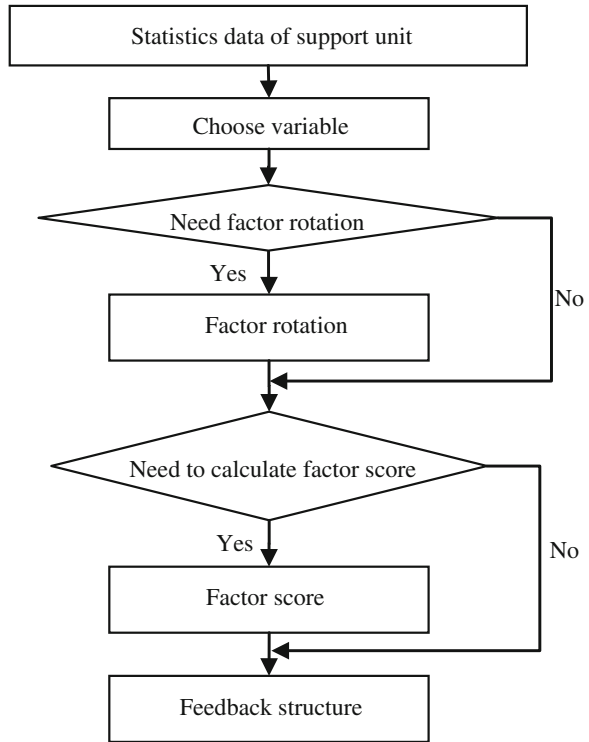 Statistics data of support unit
Choose variable
Need factor rotation
Yes
No
Factor rotation
Need to calculate factor score
Yes
No
Factor score
Feedback structure